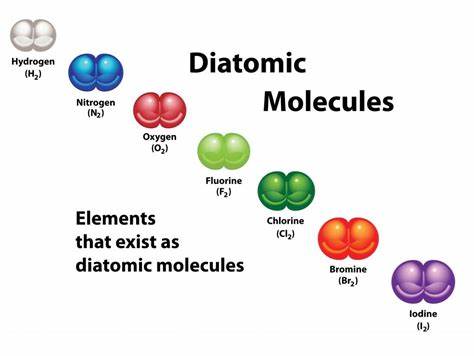 Hydrogen
(H₂)
Diatomic
Molecules
Nitrogen
(N₂)
Oxygen
(O₂)
Fluorine
(F₂)
Chlorine
(Cl₂)
Elements
that exist as
diatomic molecules
Bromine
(Br₂)
Iodine
(I₂)